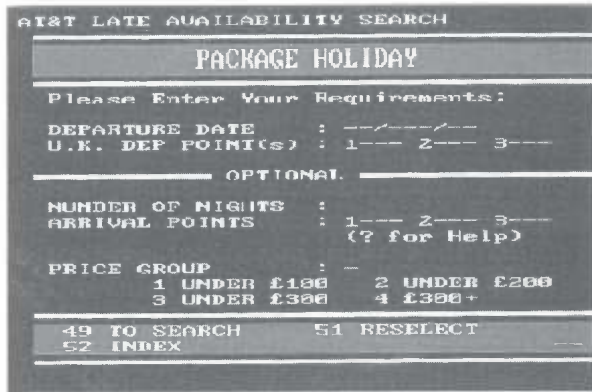 AT&T LATE AVAILABILITY SEARCH
PACKAGE HOLIDAY
Please Enter Your Requirements:
DEPARTURE DATE : --/---/--
U.K. DEP POINT(s) : 1--- 2--- 3---
OPTIONAL
NUMBER OF NIGHTS :
ARRIVAL POINTS : 1--- 2--- 3---
(? for Help)
PRICE GROUP : -
1 UNDER £100 2 UNDER £200
3 UNDER £300 4 £300+
49 TO SEARCH 51 RESELECT
52 INDEX --